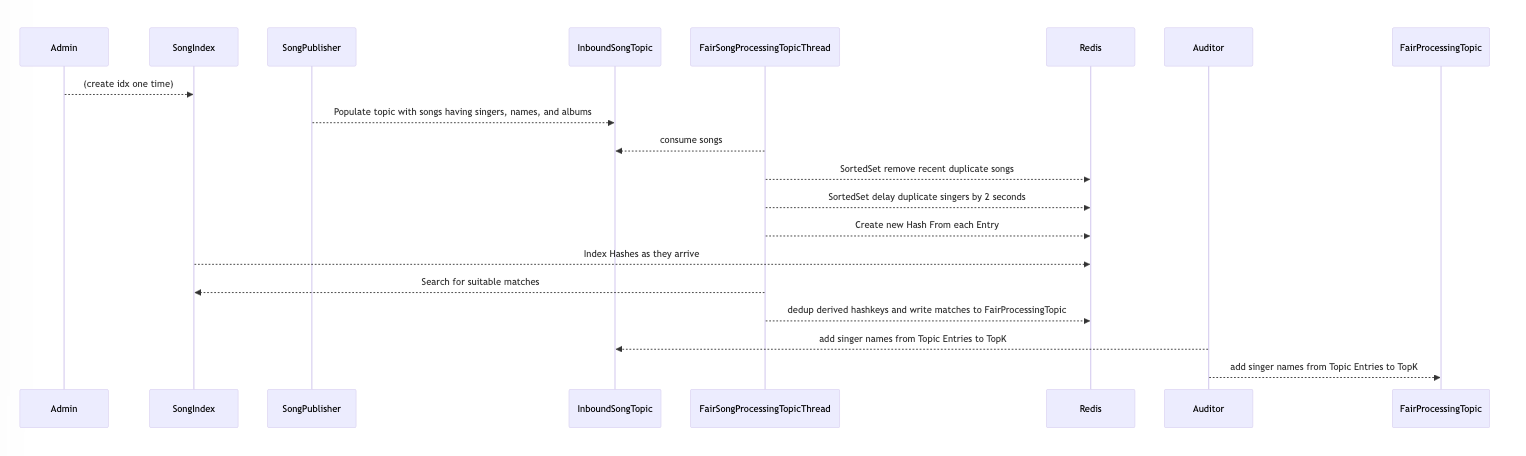 Admin
SongIndex
SongPublisher
InboundSongTopic
FairSongProcessingTopicThread
Redis
Auditor
FairProcessingTopic
(create idx one time)
Populate topic with songs having singers, names, and albums
consume songs
SortedSet remove recent duplicate songs
SortedSet delay duplicate singers by 2 seconds
Create new Hash From each Entry
Index Hashes as they arrive
Search for suitable matches
dedup derived hashkeys and write matches to FairProcessingTopic
add singer names from Topic Entries to TopK
add singer names from Topic Entries to TopK
Admin
SongIndex
SongPublisher
InboundSongTopic
FairSongProcessingTopicThread
Redis
Auditor
FairProcessingTopic